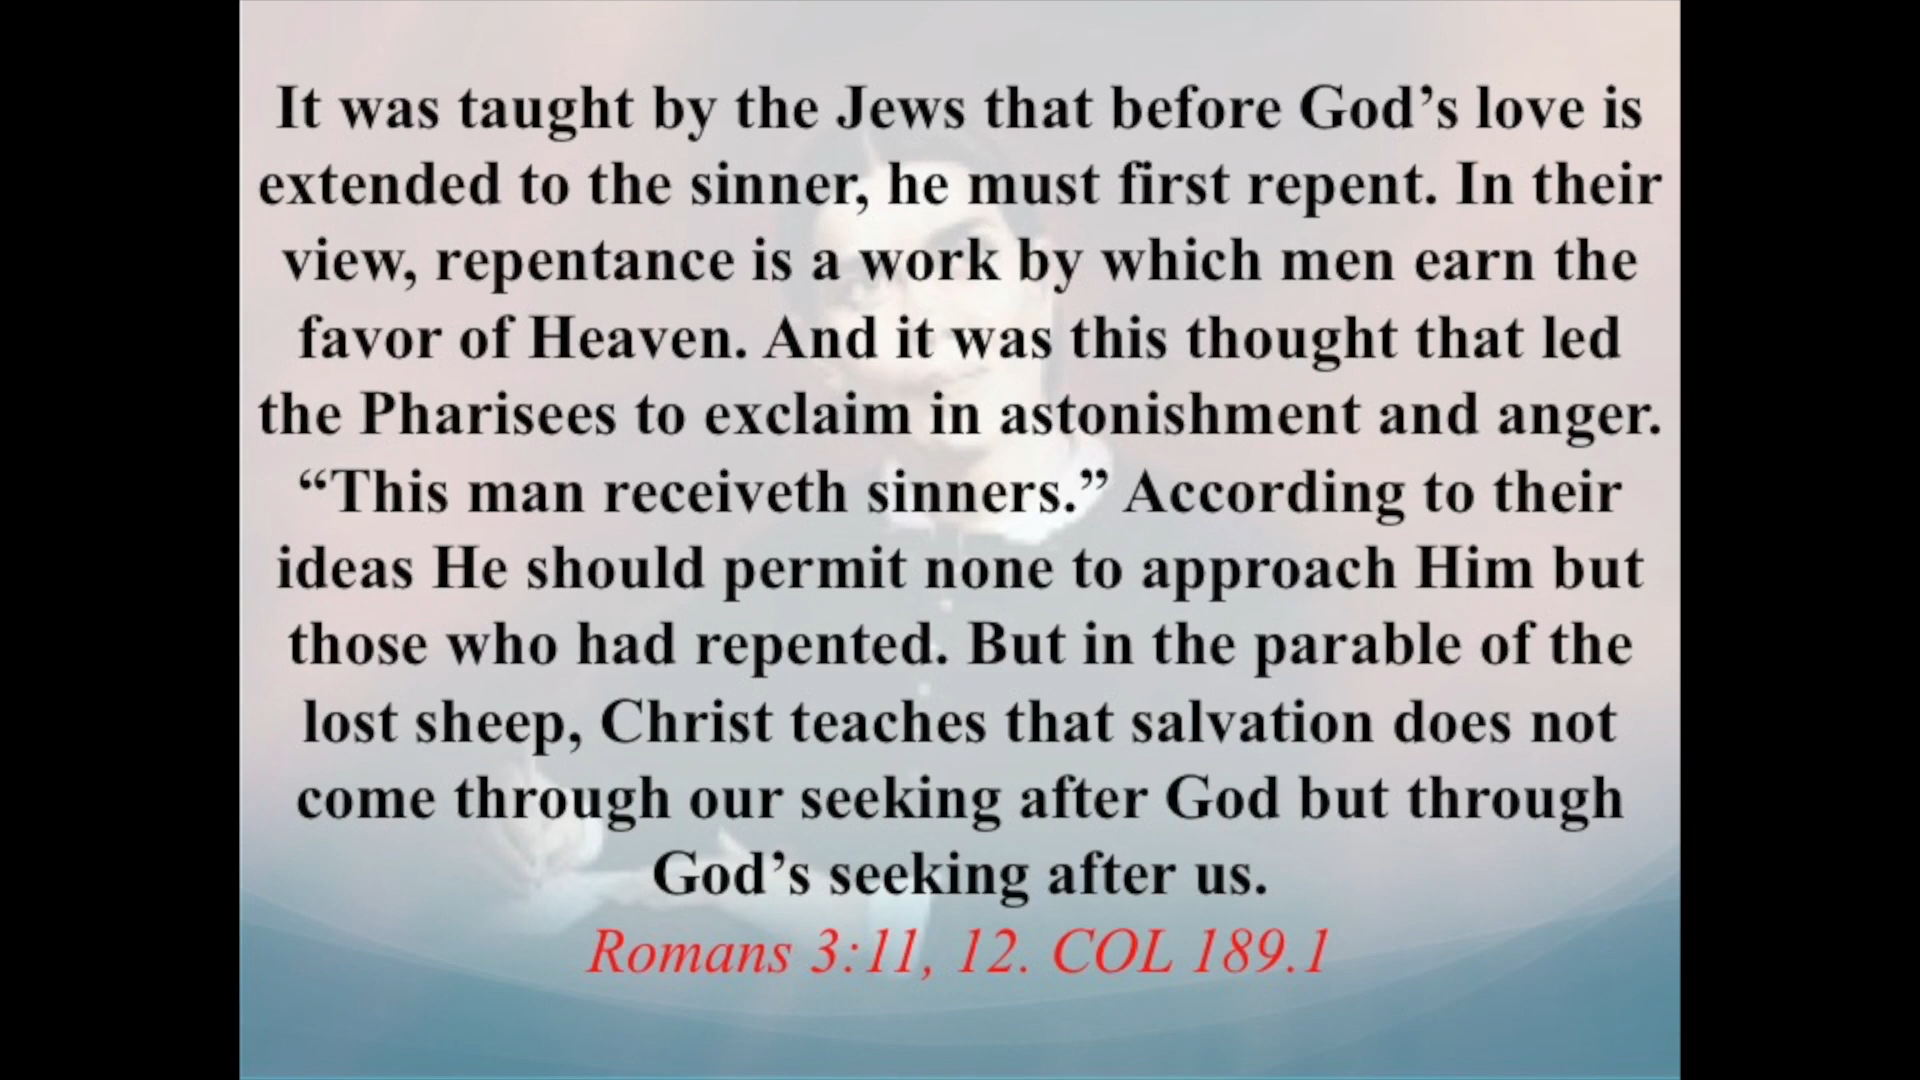 It was taught by the Jews that before God’s love is
extended to the sinner, he must first repent. In their
view, repentance is a work by which men earn the
favor of Heaven. And it was this thought that led
the Pharisees to exclaim in astonishment and anger.
“This man receiveth sinners.” According to their
ideas He should permit none to approach Him but
those who had repented. But in the parable of the
lost sheep, Christ teaches that salvation does not
come through our seeking after God but through
God’s seeking after us.
Romans 3:11, 12. COL 189.1